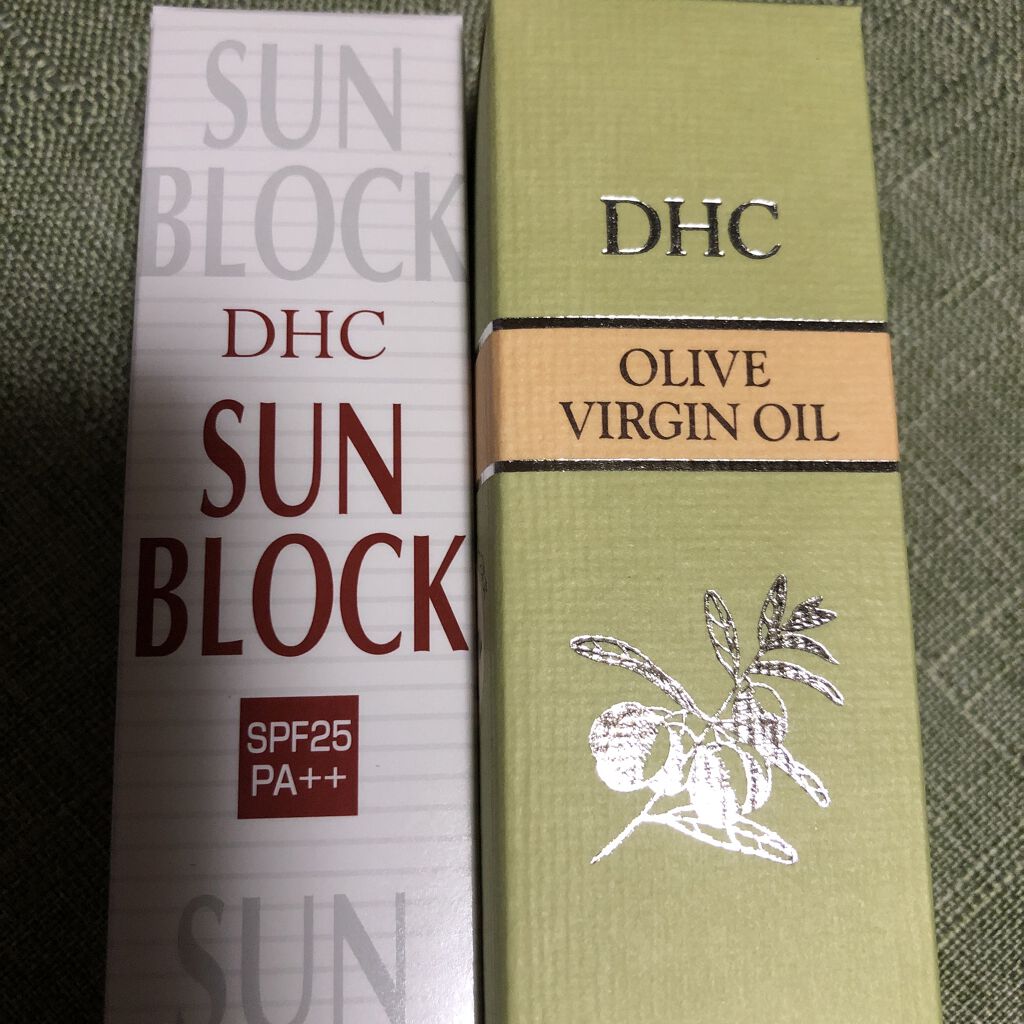 SUN
BLOCK
DHC
SUN
BLOCK
SPF25
PA++
SUN
DHC
OLIVE
VIRGIN OIL